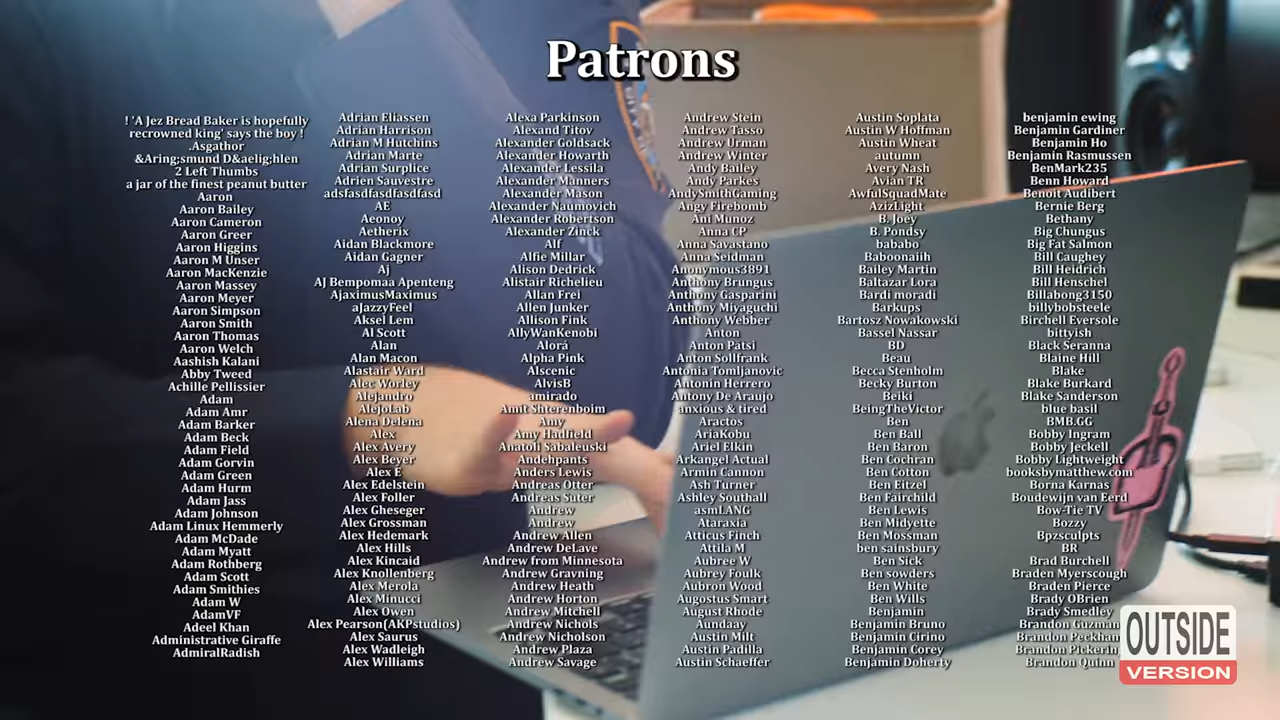 Patrons
! 'A Jez Bread Baker is hopefully
recrowned king' says the boy !
.Asgathor
&Aring;smund D&aelig;hlen
2 Left Thumbs
a jar of the finest peanut butter
Aaron
Aaron Bailey
Aaron Cameron
Aaron Greer
Aaron Higgins
Aaron M Unser
Aaron MacKenzie
Aaron Massey
Aaron Meyer
Aaron Simpson
Aaron Smith
Aaron Thomas
Aaron Welch
Aashish Kalani
Abby Tweed
Achille Pellissier
Adam
Adam Amr
Adam Barker
Adam Beck
Adam Field
Adam Gorvin
Adam Green
Adam Hurm
Adam Jass
Adam Johnson
Adam Linux Hemmerly
Adam McDade
Adam Myatt
Adam Rothberg
Adam Scott
Adam Smithies
Adam W
AdamVF
Adeel Khan
Administrative Giraffe
AdmiralRadish
Adrian Eliassen
Adrian Harrison
Adrian M Hutchins
Adrian Marte
Adrian Surplice
Adrien Sauvestre
adsfasdfasdfasdfasd
AE
Aeonoy
Aetherix
Aidan Blackmore
Aidan Gagner
Aj
AJ Bempomaa Apenteng
AjaximusMaximus
aJazzyFeel
Aksel Lem
Al Scott
Alan
Alan Macon
Alastair Ward
Alec Worley
Alejandro
AlejoLab
Alena Delena
Alex
Alex Avery
Alex Beyer
Alex E
Alex Edelstein
Alex Foller
Alex Gheseger
Alex Grossman
Alex Hedemark
Alex Hills
Alex Kincaid
Alex Knollenberg
Alex Merola
Alex Minucci
Alex Owen
Alex Pearson(AKPstudios)
Alex Saurus
Alex Wadleigh
Alex Williams
Alexa Parkinson
Alexand Titov
Alexander Goldsack
Alexander Howarth
Alexander Lessila
Alexander Manners
Alexander Mason
Alexander Naumovich
Alexander Robertson
Alexander Zinck
Alf
Alfie Millar
Alison Dedrick
Alistair Richelieu
Allan Frei
Allen Junker
Allison Fink
AllyWanKenobi
Alorá
Alpha Pink
Alscenic
AlvisB
amirado
Amit Shterenboim
Amy
Amy Hadfield
Anatoli Sabaleuski
Andehpants
Anders Lewis
Andreas Otter
Andreas Suter
Andrew
Andrew
Andrew Allen
Andrew DeLave
Andrew from Minnesota
Andrew Gravning
Andrew Heath
Andrew Horton
Andrew Mitchell
Andrew Nichols
Andrew Nicholson
Andrew Plaza
Andrew Savage
Andrew Stein
Andrew Tasso
Andrew Urman
Andrew Winter
Andy Bailey
Andy Parkes
AndySmithGaming
Angy Firebomb
Ani Munoz
Anna CP
Anna Savastano
Anna Seidman
Anonymous3891
Anthony Brungus
Anthony Gasparini
Anthony Miyaguchi
Anthony Webber
Anton
Anton Patsi
Anton Sollfrank
Antonia Tomljanovic
Antonin Herrero
Antony De Araujo
anxious & tired
Aractos
AriaKobu
Ariel Elkin
Arkangel Actual
Armin Cannon
Ash Turner
Ashley Southall
asmLANG
Ataraxia
Atticus Finch
Attila M
Aubree W
Aubrey Foulk
Aubron Wood
Augostus Smart
August Rhode
Aundaay
Austin Milt
Austin Padilla
Austin Schaeffer
Austin Soplata
Austin W Hoffman
Austin Wheat
autumn
Avery Nash
Avian TR
AwfulSquadMate
AzizLight
B. Joey
B. Pondsy
bababo
Baboonaiih
Bailey Martin
Baltazar Lora
Bardi moradi
Barkups
Bartosz Nowakowski
Bassel Nassar
BD
Beau
Becca Stenholm
Becky Burton
Beiki
BeingTheVictor
Ben
Ben Ball
Ben Baron
Ben Cochran
Ben Cotton
Ben Eitzel
Ben Fairchild
Ben Lewis
Ben Midyette
Ben Mossman
ben sainsbury
Ben Sick
Ben sowders
Ben White
Ben Wills
Benjamin
Benjamin Bruno
Benjamin Cirino
Benjamin Corey
Benjamin Doherty
benjamin ewing
Benjamin Gardiner
Benjamin Ho
Benjamin Rasmussen
BenMark235
Benn Howard
Benoit Audibert
Bernie Berg
Bethany
Big Chungus
Big Fat Salmon
Bill Caughey
Bill Heidrich
Bill Henschel
Billabong3150
billybobsteele
Birchell Eversole
bittyish
Black Seranna
Blaine Hill
Blake
Blake Burkard
Blake Sanderson
blue basil
BMB.GG
Bobby Ingram
Bobby Jeckell
Bobby Lightweight
booksbymatthew.com
Borna Karnas
Boudewijn van Eerd
Bow-Tie TV
Bozzy
Bpzsculpts
BR
Brad Burchell
Braden Myerscough
Braden Pierce
Brady OBrien
Brady Smedley
Brandon Guzman
Brandon Peckham
Brandon Pickering
Brandon Quinn
OUTSIDE
VERSION